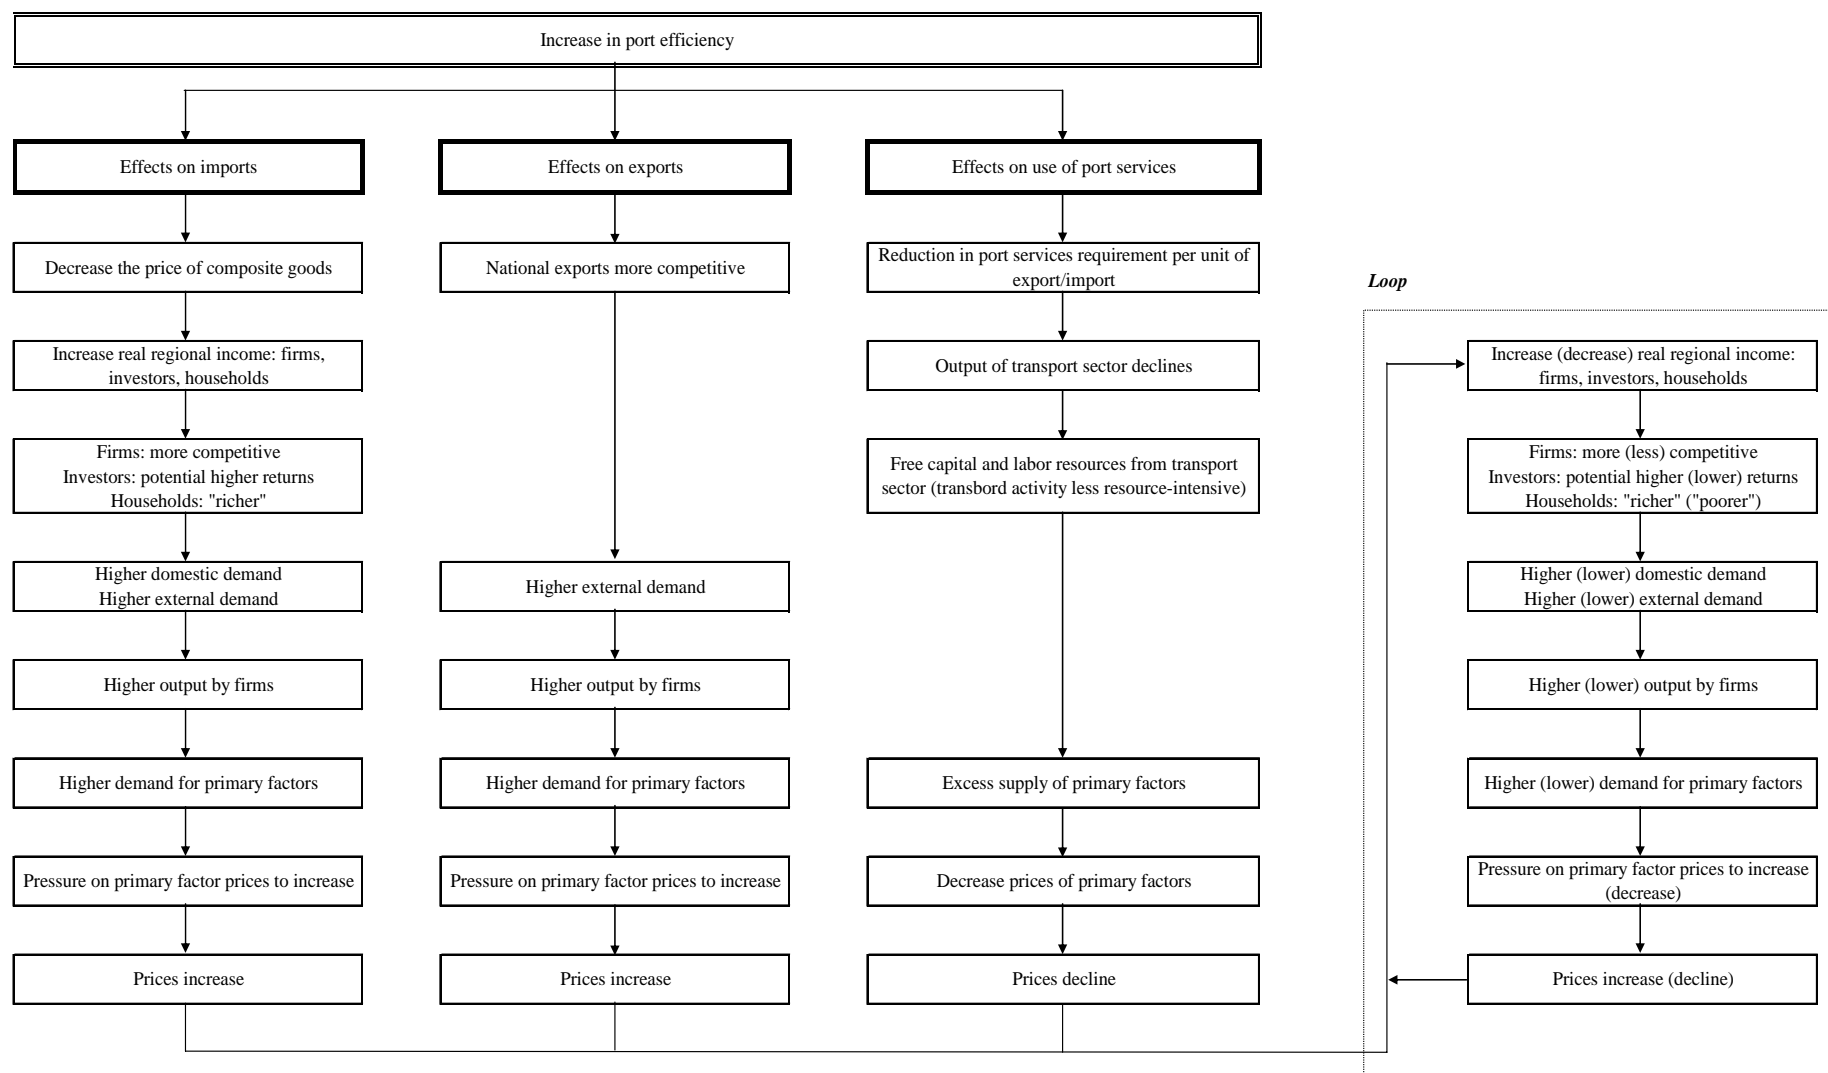 Increase in port efficiency
Effects on imports
Effects on exports
Effects on use of port services
Decrease the price of composite goods
National exports more competitive
Reduction in port services requirement per unit of
export/import
Loop
Increase real regional income: firms,
investors, households
Output of transport sector declines
Increase (decrease) real regional income:
firms, investors, households
Firms: more competitive
Investors: potential higher returns
Households: "richer"
Free capital and labor resources from transport
sector (transbord activity less resource-intensive)
Firms: more (less) competitive
Investors: potential higher (lower) returns
Households: "richer" ("poorer")
Higher domestic demand
Higher external demand
Higher external demand
Higher (lower) domestic demand
Higher (lower) external demand
Higher output by firms
Higher output by firms
Higher (lower) output by firms
Higher demand for primary factors
Higher demand for primary factors
Excess supply of primary factors
Higher (lower) demand for primary factors
Pressure on primary factor prices to increase
Pressure on primary factor prices to increase
Decrease prices of primary factors
Pressure on primary factor prices to increase
(decrease)
Prices increase
Prices increase
Prices decline
Prices increase (decline)